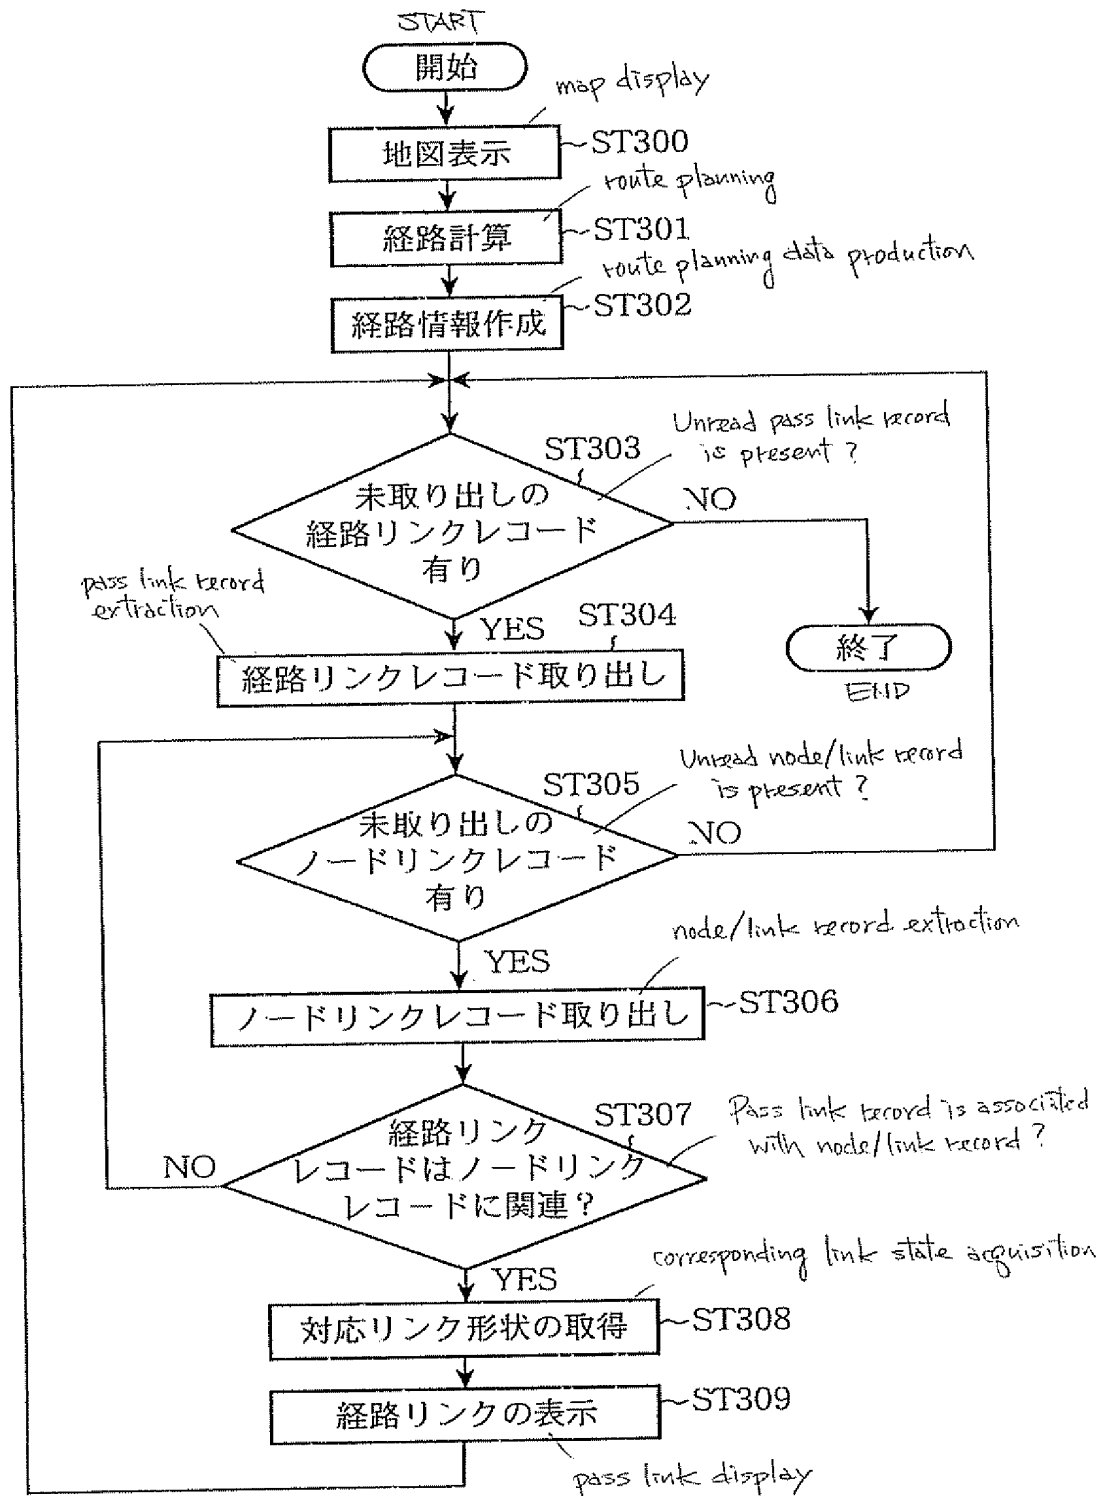 START
開始
map display
地図表示
ST300
route planning
経路計算
ST301
route planning data production
経路情報作成
ST302
Unread pass link record
is present ?
ST303
未取り出しの
経路リンクレコード
有り
NO
pass link record
extraction
YES
ST304
経路リンクレコード取り出し
終了
END
Unread node/link record
is present ?
ST305
未取り出しの
ノードリンクレコード
有り
NO
node/link record extraction
YES
ノードリンクレコード取り出し
ST306
Pass link record is associated
with node/link record ?
ST307
経路リンク
レコードはノードリンク
レコードに関連?
NO
corresponding link state acquisition
YES
対応リンク形状の取得
ST308
経路リンクの表示
ST309
pass link display